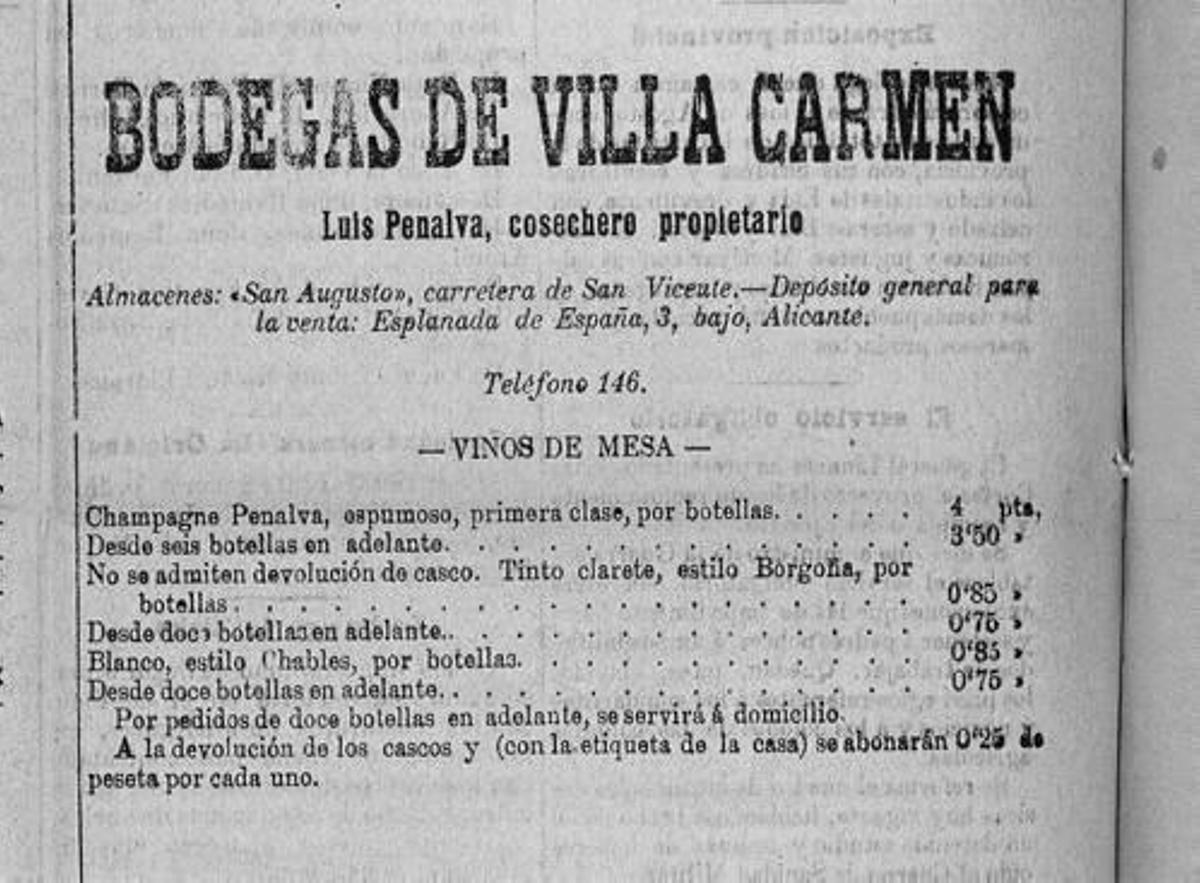 BODEGAS DE VILLA CARMEN
Luis Penalva, cosechero propietario
Almacenes: «San Augusto», carretera de San Vicente.—Depósito general para
la venta: Esplanada de España, 3, bajo, Alicante.
Teléfono 146.
— VINOS DE MESA —
Champagne Penalva, espumoso, primera clase, por botellas. . . . . 4 pts,
Desde seis botellas en adelante. . . . . . . . . . . . . . . . . 3'50 »
No se admiten devolución de casco. Tinto clarete, estilo Borgoña, por
botellas. . . . . . . . . . . . . . . . . . . . . . . . 0'85 »
Desde doce botellas en adelante. . . . . . . . . . . . . . . . . 0'75 »
Blanco, estilo Chables, por botellas. . . . . . . . . . . . . . 0'85 »
Desde doce botellas en adelante. . . . . . . . . . . . . . . . . 0'75 »
Por pedidos de doce botellas en adelante, se servirá á domicilio.
A la devolución de los cascos y (con la etiqueta de la casa) se abonarán 0'25 de
peseta por cada uno.